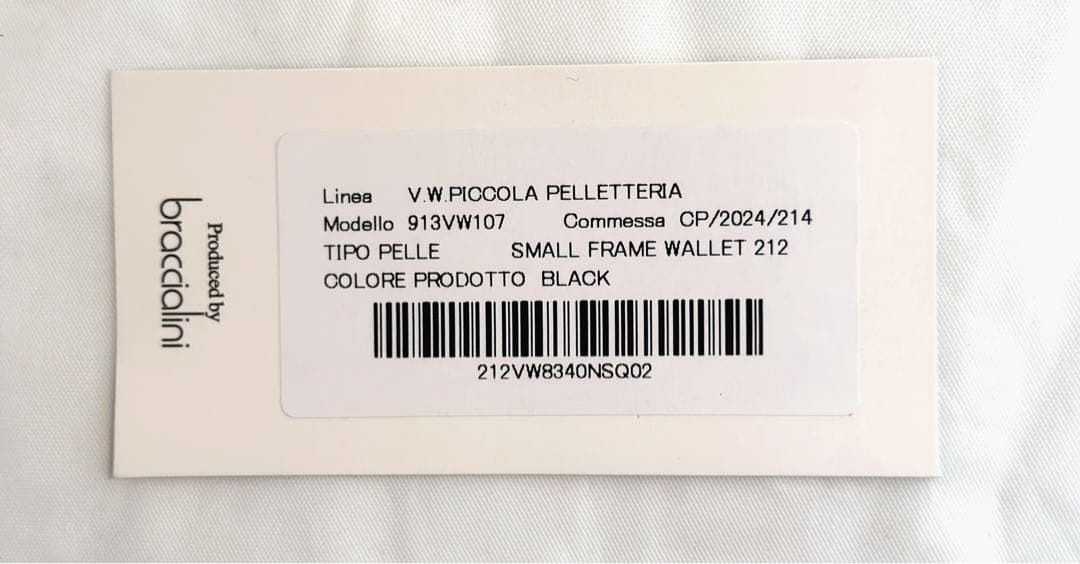 Produced by
braccialini
Linea V.W.PICCOLA PELLETTERIA
Modello 913VW107 Commessa CP/2024/214
TIPO PELLE SMALL FRAME WALLET 212
COLORE PRODOTTO BLACK
212VW8340NSQ02